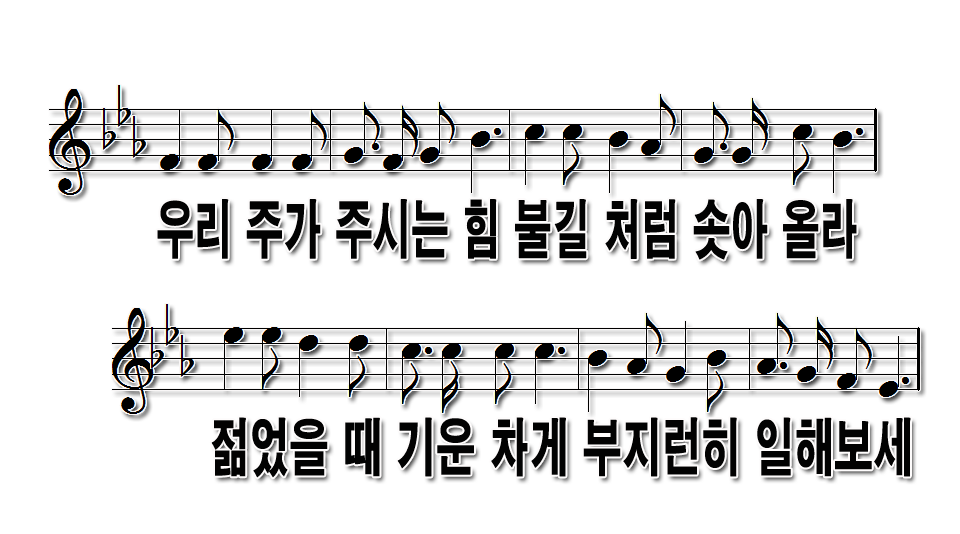 우리 주가 주시는 힘 불길 처럼 솟아 올라
젊었을 때 기운 차게 부지런히 일해보세